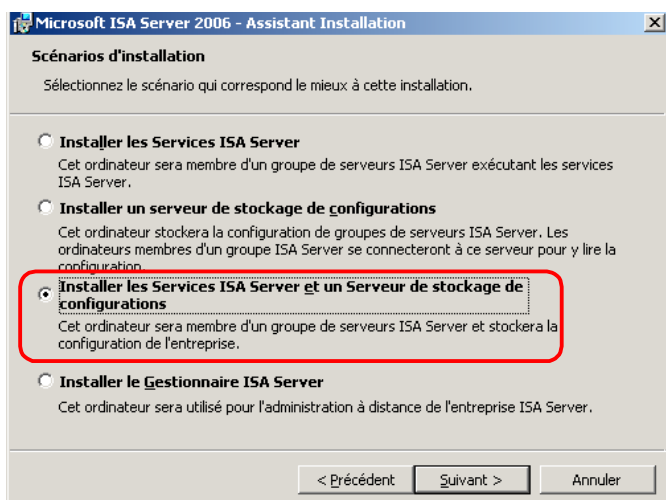 Microsoft ISA Server 2006 - Assistant Installation
Scénarios d'installation
Sélectionnez le scénario qui correspond le mieux à cette installation.
Installer les Services ISA Server
Cet ordinateur sera membre d'un groupe de serveurs ISA Server exécutant les services
ISA Server.
Installer un serveur de stockage de configurations
Cet ordinateur stockera la configuration de groupes de serveurs ISA Server. Les
ordinateurs membres d'un groupe ISA Server se connecteront à ce serveur pour y lire la
configuration.
Installer les Services ISA Server et un Serveur de stockage de
configurations
Cet ordinateur sera membre d'un groupe de serveurs ISA Server et stockera la
configuration de l'entreprise.
Installer le Gestionnaire ISA Server
Cet ordinateur sera utilisé pour l'administration à distance de l'entreprise ISA Server.
< Précédent
Suivant >
Annuler